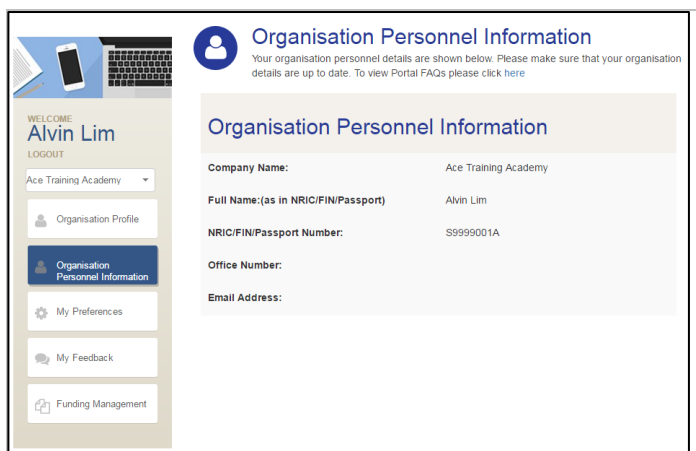 Organisation Personnel Information
Your organisation personnel details are shown below. Please make sure that your organisation
details are up to date. To view Portal FAQs please click here
WELCOME
Alvin Lim
LOGOUT
Ace Training Academy
Organisation Profile
Organisation
Personnel Information
My Preferences
My Feedback
Funding Management
Organisation Personnel Information
Company Name: Ace Training Academy
Full Name:(as in NRIC/FIN/Passport) Alvin Lim
NRIC/FIN/Passport Number: S9999001A
Office Number:
Email Address: